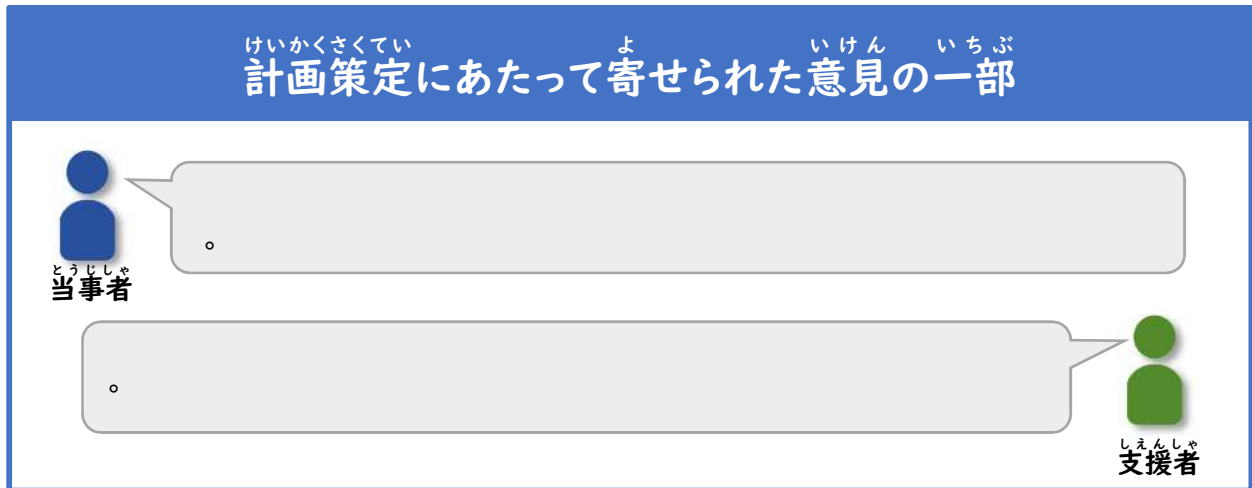 けいかくさくてい よ いけん いちぶ
計画策定にあたって寄せられた意見の一部
。
とうじしゃ
当事者
。
しえんしゃ
支援者